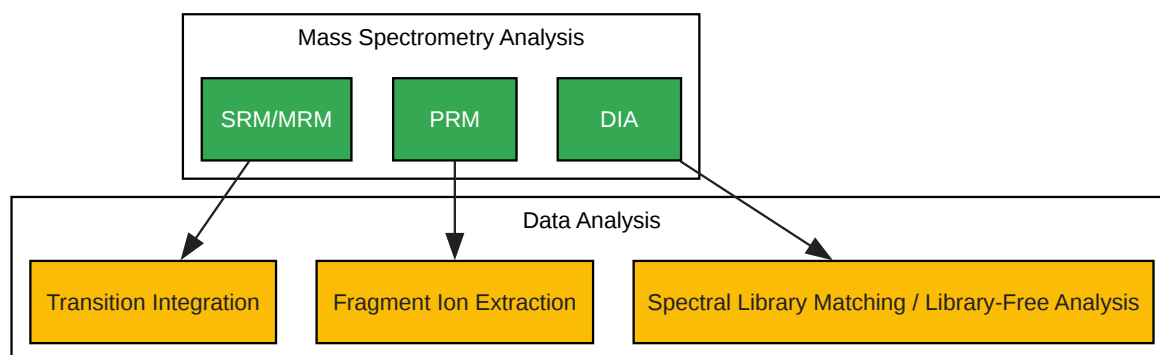 Mass Spectrometry Analysis
SRM/MRM
PRM
DIA
Data Analysis
Transition Integration
Fragment Ion Extraction
Spectral Library Matching / Library-Free Analysis